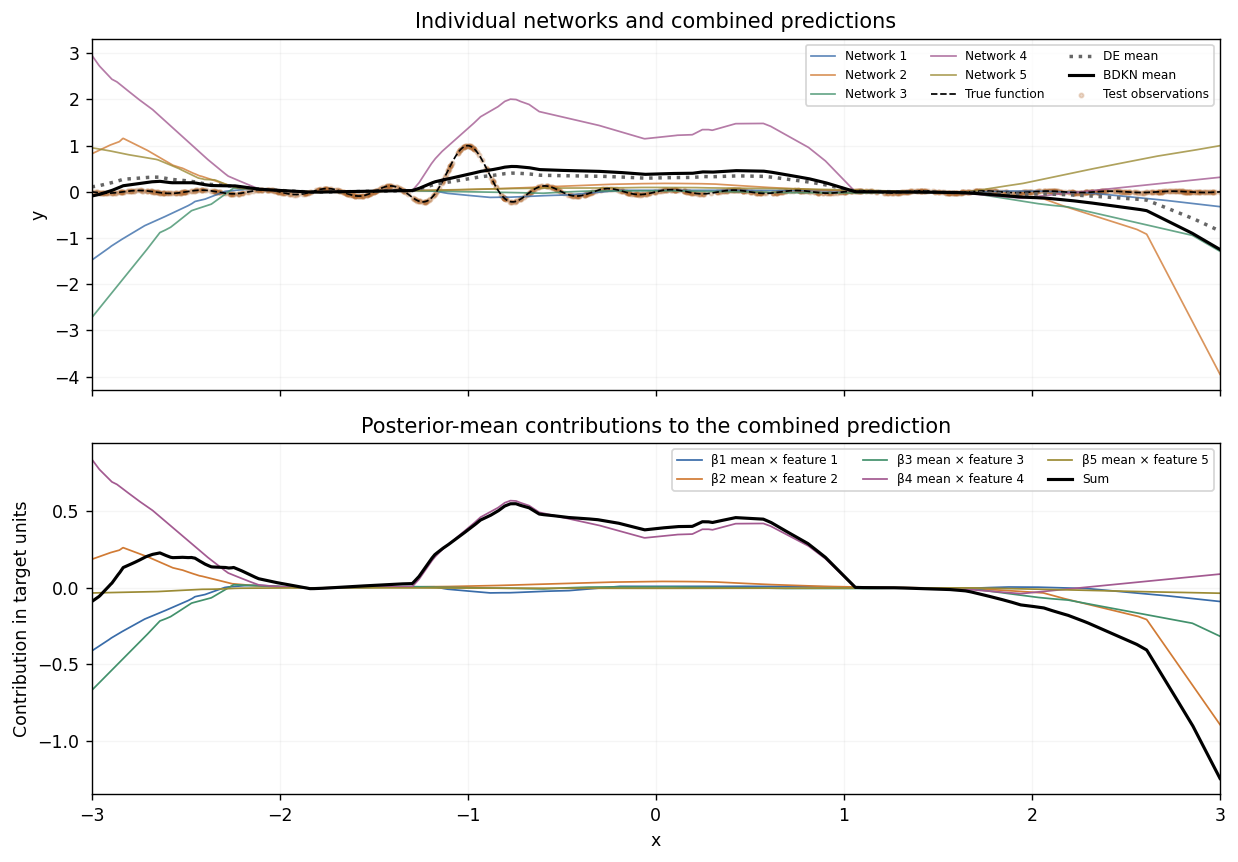 Individual networks and combined predictions
3
2
1
0
−1
−2
−3
−4
y
Network 1
Network 2
Network 3
Network 4
Network 5
True function
DE mean
BDKN mean
Test observations
Posterior-mean contributions to the combined prediction
0.5
0.0
−0.5
−1.0
Contribution in target units
β1 mean × feature 1
β2 mean × feature 2
β3 mean × feature 3
β4 mean × feature 4
β5 mean × feature 5
Sum
−3
−2
−1
0
1
2
3
x